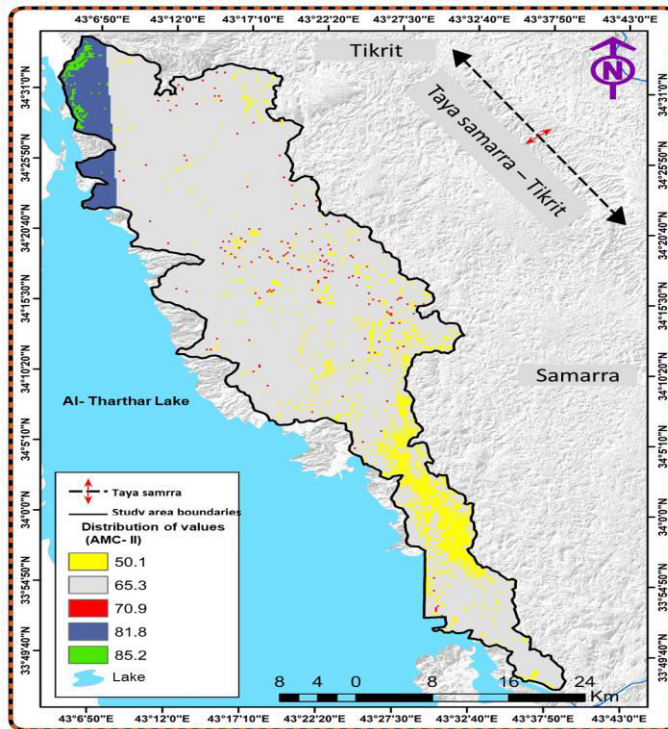 43°6'50"E 43°12'0"E 43°17'10"E 43°22'20"E 43°27'30"E 43°32'40"E 43°37'50"E 43°43'0"E
Tikrit
N
Taya samarra – Tikrit
Samarra
Al- Tharthar Lake
34°31'0"N
34°25'50"N
34°20'40"N
34°15'30"N
34°10'20"N
34°5'10"N
34°0'0"N
33°54'50"N
33°49'40"N
34°31'0"N
34°25'50"N
34°20'40"N
34°15'30"N
34°10'20"N
34°5'10"N
34°0'0"N
33°54'50"N
33°49'40"N
Taya samrra
Study area boundaries
Distribution of values
(AMC- II)
50.1
65.3
70.9
81.8
85.2
Lake
8 4 0 8 16 24
Km
43°6'50"E 43°12'0"E 43°17'10"E 43°22'20"E 43°27'30"E 43°32'40"E 43°37'50"E 43°43'0"E